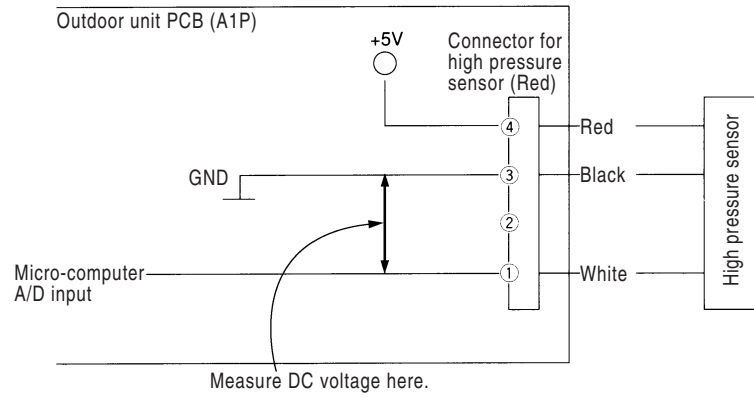 Outdoor unit PCB (A1P)
+5V
Connector for
high pressure
sensor (Red)
④
Red
GND
③
Black
②
Micro-computer
A/D input
①
White
High pressure sensor
Measure DC voltage here.